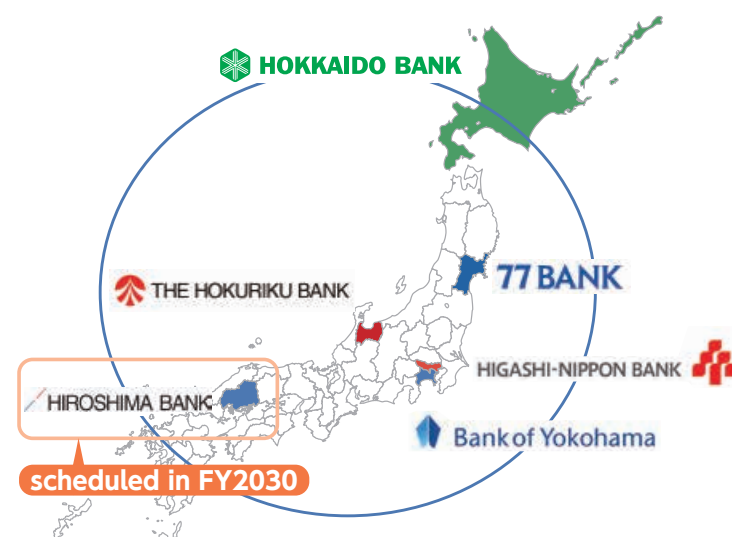 HOKKAIDO BANK
77 BANK
THE HOKURIKU BANK
HIGASHI-NIPPON BANK
HIROSHIMA BANK
Bank of Yokohama
scheduled in FY2030